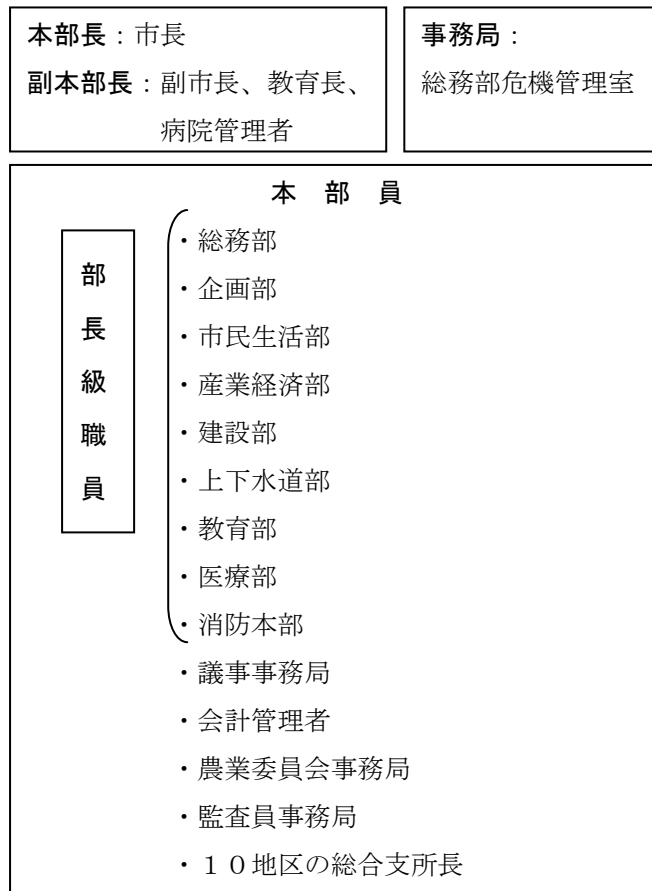 本部長：市長
副本部長：副市長、教育長、
病院管理者
事務局：
総務部危機管理室
本　部　員
部長級職員
・総務部
・企画部
・市民生活部
・産業経済部
・建設部
・上下水道部
・教育部
・医療部
・消防本部
・議事事務局
・会計管理者
・農業委員会事務局
・監査員事務局
・１０地区の総合支所長